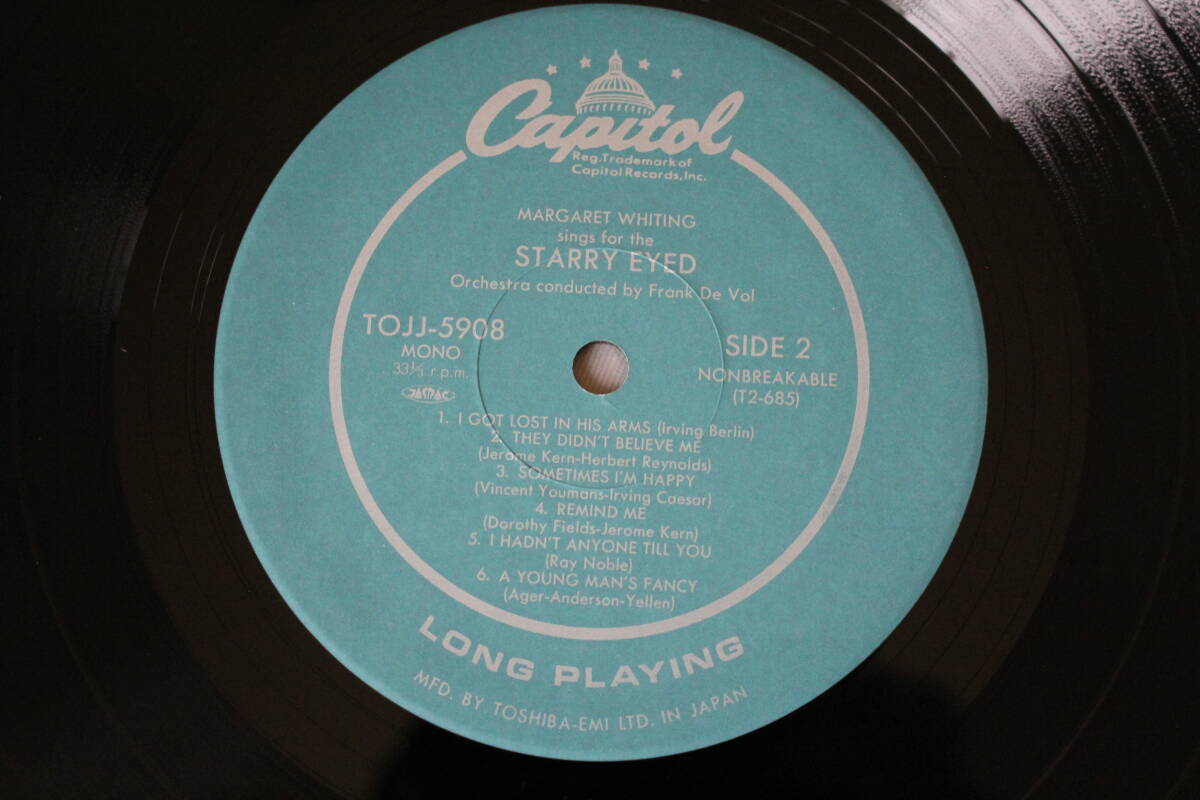 Capitol
Reg. Trademark of
Capitol Records, Inc.
MARGARET WHITING
sings for the
STARRY EYED
Orchestra conducted by Frank De Vol
TOJJ-5908
MONO
33⅓ r.p.m.
SIDE 2
NONBREAKABLE
(T2-685)
1. I GOT LOST IN HIS ARMS (Irving Berlin)
2. THEY DIDN'T BELIEVE ME
(Jerome Kern-Herbert Reynolds)
3. SOMETIMES I'M HAPPY
(Vincent Youmans-Irving Caesar)
4. REMIND ME
(Dorothy Fields-Jerome Kern)
5. I HADN'T ANYONE TILL YOU
(Ray Noble)
6. A YOUNG MAN'S FANCY
(Ager-Anderson-Yellen)
LONG PLAYING
MFD. BY TOSHIBA-EMI LTD. IN JAPAN